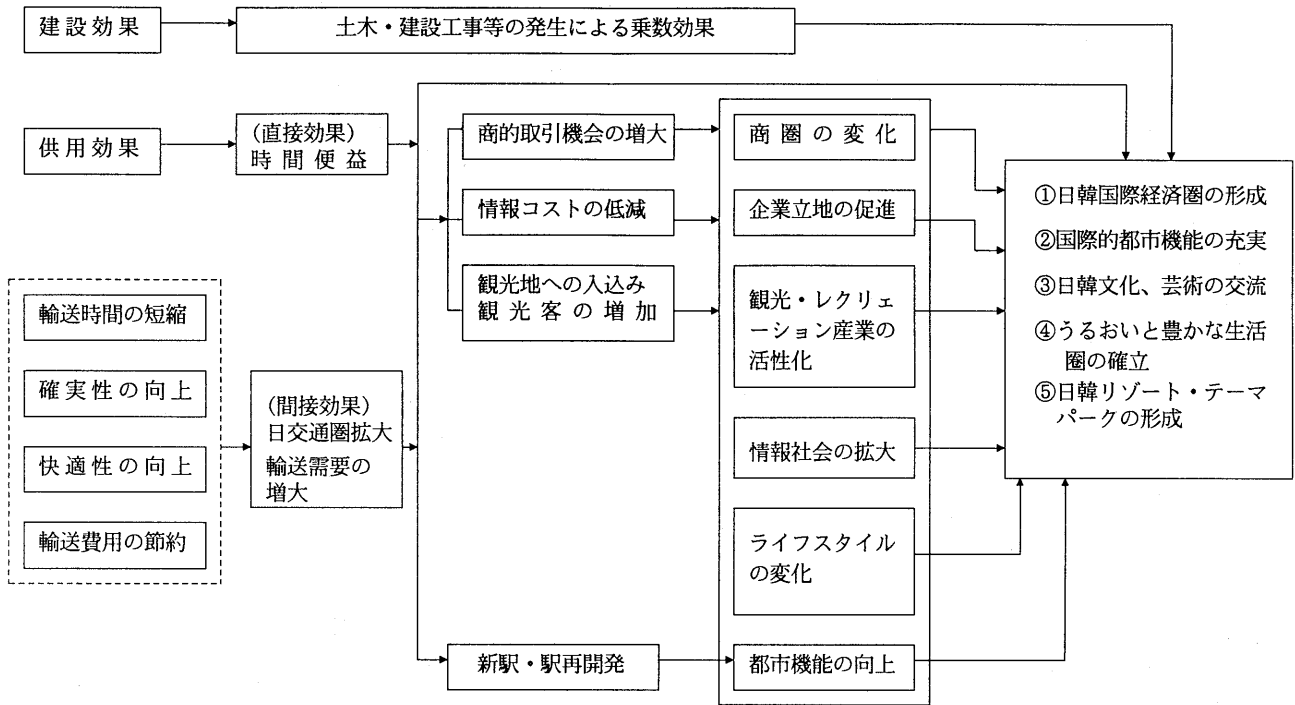 建設効果
土木・建設工事等の発生による乗数効果
供用効果
(直接効果)
時間便益
商的取引機会の増大
商圏の変化
情報コストの低減
企業立地の促進
観光地への入込み
観光客の増加
観光・レクリェ
ーション産業の
活性化
①日韓国際経済圏の形成
②国際的都市機能の充実
③日韓文化、芸術の交流
④うるおいと豊かな生活
圏の確立
⑤日韓リゾート・テーマ
パークの形成
輸送時間の短縮
確実性の向上
快適性の向上
輸送費用の節約
(間接効果)
日交通圏拡大
輸送需要の
増大
情報社会の拡大
ライフスタイル
の変化
新駅・駅再開発
都市機能の向上